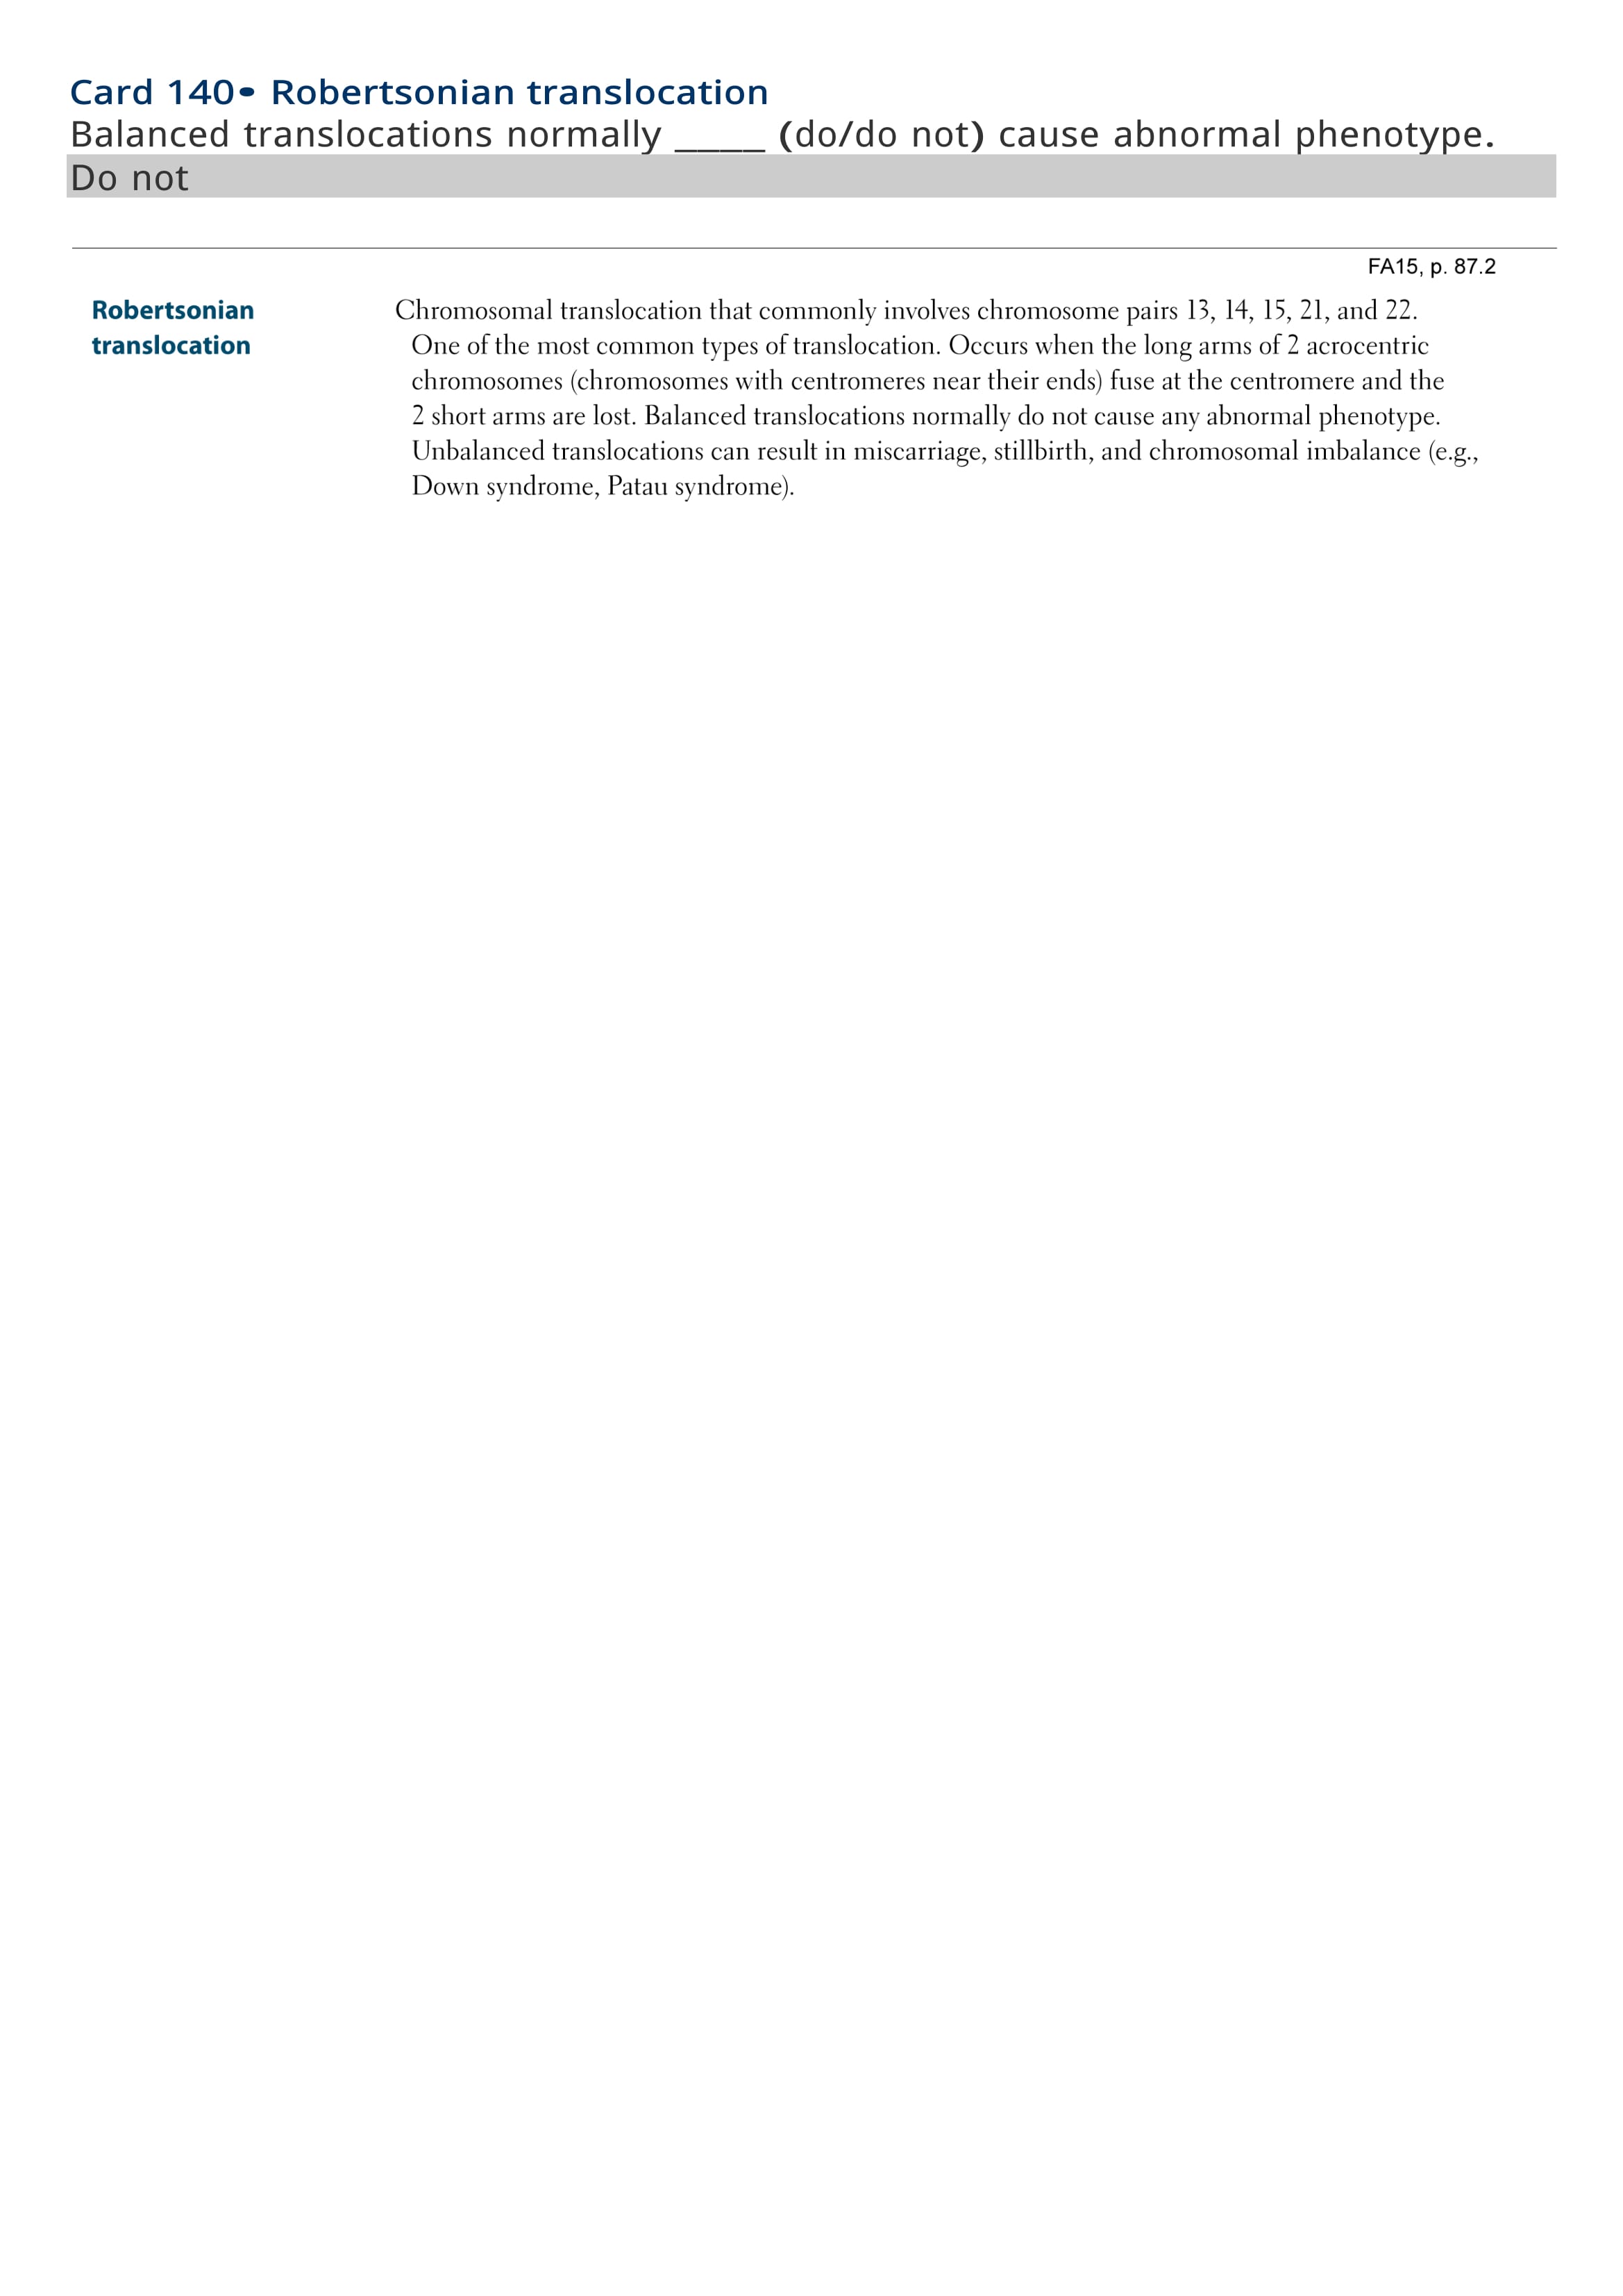 Card 140• Robertsonian translocation
Balanced translocations normally ____ (do/do not) cause abnormal phenotype.
Do not
FA15, p. 87.2
Robertsonian
translocation
Chromosomal translocation that commonly involves chromosome pairs 13, 14, 15, 21, and 22.
One of the most common types of translocation. Occurs when the long arms of 2 acrocentric
chromosomes (chromosomes with centromeres near their ends) fuse at the centromere and the
2 short arms are lost. Balanced translocations normally do not cause any abnormal phenotype.
Unbalanced translocations can result in miscarriage, stillbirth, and chromosomal imbalance (e.g.,
Down syndrome, Patau syndrome).